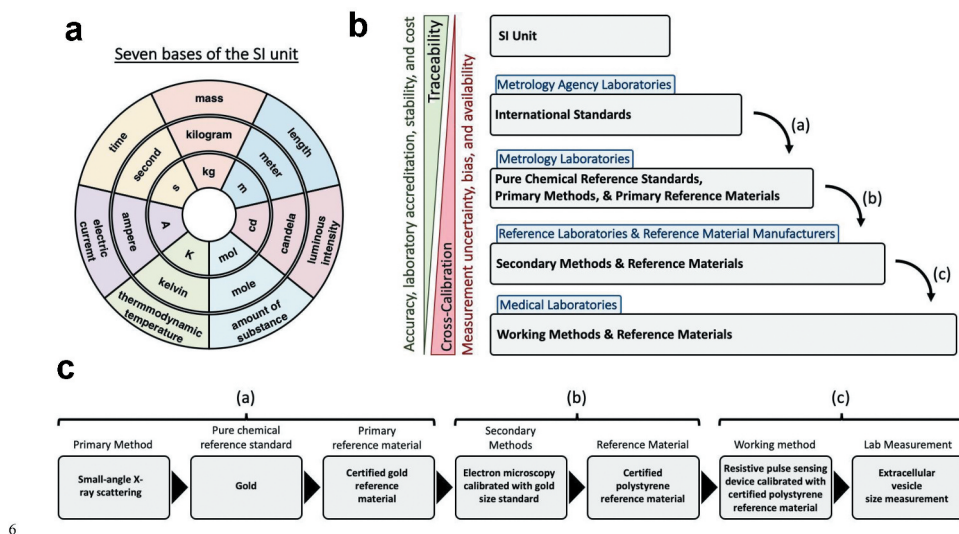 a
Seven bases of the SI unit
mass
length
luminous
intensity
amount of
substance
thermmodynamic
temperature
electric
curremt
time
kilogram
meter
candela
mole
kelvin
ampere
second
kg
m
cd
mol
K
A
s
b
Accuracy, laboratory accreditation, stability, and cost
Traceability
Cross-Calibration
Measurement uncertainty, bias, and availability
SI Unit
Metrology Agency Laboratories
International Standards
(a)
Metrology Laboratories
Pure Chemical Reference Standards,
Primary Methods, & Primary Reference Materials
(b)
Reference Laboratories & Reference Material Manufacturers
Secondary Methods & Reference Materials
(c)
Medical Laboratories
Working Methods & Reference Materials
c
(a)
(b)
(c)
Primary Method
Small-angle X-
ray scattering
Pure chemical
reference standard
Gold
Primary
reference material
Certified gold
reference
material
Secondary
Methods
Electron microscopy
calibrated with gold
size standard
Reference Material
Certified
polystyrene
reference material
Working method
Resistive pulse sensing
device calibrated with
certified polystyrene
reference material
Lab Measurement
Extracellular
vesicle
size measurement
6